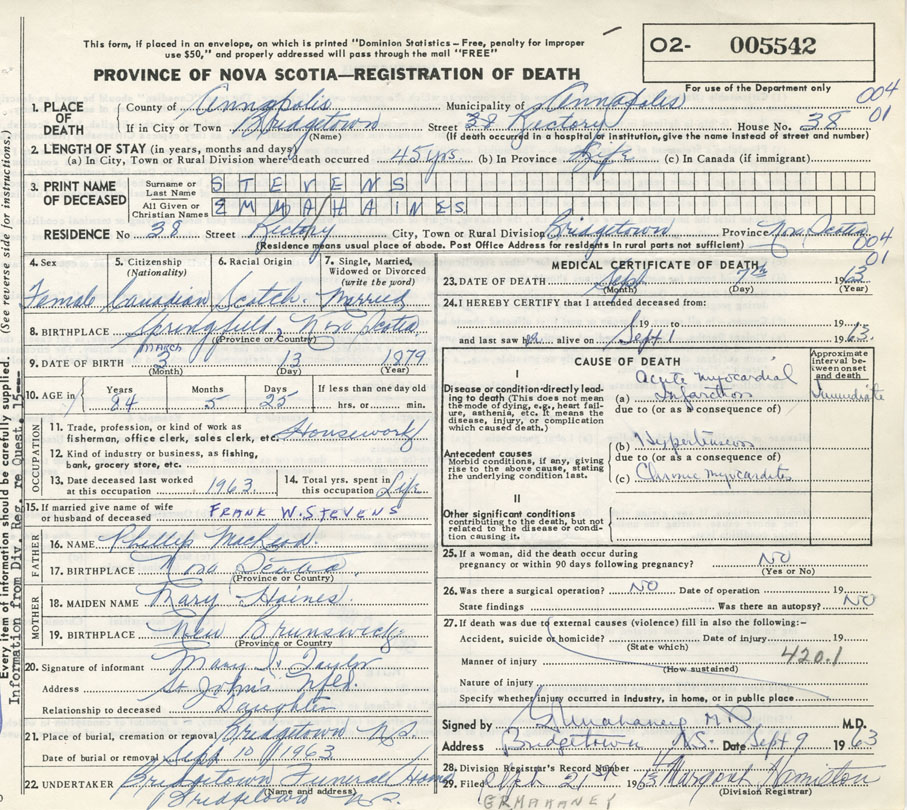 This form, if placed in an envelope, on which is printed "Dominion Statistics – Free, penalty for improper
use $50," and properly addressed will pass through the mail "FREE"
PROVINCE OF NOVA SCOTIA—REGISTRATION OF DEATH
02- 005542
For use of the Department only
004
01
1. PLACE OF DEATH
County of Annapolis Municipality of Annapolis
If in City or Town Bridgetown Street 38 Rectory House No. 38
(Name) (If death occurred in a hospital or institution, give the name instead of street and number)
2. LENGTH OF STAY (in years, months and days)
(a) In City, Town or Rural Division where death occurred 45 yrs. (b) In Province Life (c) In Canada (if immigrant)
3. PRINT NAME OF DECEASED
Surname or Last Name STEVENS
All Given or Christian Names EMMA HAINES
RESIDENCE No 38 Street Rectory City, Town or Rural Division Bridgetown Province Nova Scotia
(Residence means usual place of abode. Post Office Address for residents in rural parts not sufficient)
004
01
4. Sex 5. Citizenship (Nationality) 6. Racial Origin 7. Single, Married, Widowed or Divorced (write the word)
Female Canadian Scotch. Married
8. BIRTHPLACE Springfield, Nova Scotia
(Province or Country)
March
9. DATE OF BIRTH 3 13 1879
(Month) (Day) (Year)
10. AGE in Years Months Days If less than one day old
84 5 25 hrs. or min.
OCCUPATION
11. Trade, profession, or kind of work as
fisherman, office clerk, sales clerk, etc. Housework
12. Kind of industry or business, as fishing,
bank, grocery store, etc.
13. Date deceased last worked at this occupation 1963 14. Total yrs. spent in this occupation Life
15. If married give name of wife
or husband of deceased FRANK W. STEVENS
FATHER
16. NAME Phillip MacLeod.
17. BIRTHPLACE Nova Scotia
(Province or Country)
MOTHER
18. MAIDEN NAME Mary Haines.
19. BIRTHPLACE New Brunswick
(Province or Country)
20. Signature of informant Mary Taylor
Address St John's Nfld.
Relationship to deceased Daughter
21. Place of burial, cremation or removal Bridgetown N.S.
Date of burial or removal Sept 10 1963
22. UNDERTAKER Bridgetown Funeral Home
(Name and address)
Bridgetown N.S.
MEDICAL CERTIFICATE OF DEATH
23. DATE OF DEATH Sept 7th 1963
(Month) (Day) (Year)
24. I HEREBY CERTIFY that I attended deceased from:
19 to 19
and last saw alive on Sept 1 1963.
CAUSE OF DEATH
Approximate interval between onset and death
I
Disease or condition directly leading to death (This does not mean the mode of dying, e.g., heart failure, asthenia, etc. It means the disease, injury, or complication which caused death.)
(a) Acute myocardial Infarction Immediate
due to (or as a consequence of)
Antecedent causes
Morbid conditions, if any, giving rise to the above cause, stating the underlying condition last.
(b) Hypertension
due to (or as a consequence of)
(c) Chronic myocarditis
II
Other significant conditions
contributing to the death, but not related to the disease or condition causing it.
25. If a woman, did the death occur during
pregnancy or within 90 days following pregnancy? NO
(Yes or No)
26. Was there a surgical operation? NO Date of operation 19
State findings Was there an autopsy? NO
27. If death was due to external causes (violence) fill in also the following:–
Accident, suicide or homicide? Date of injury 19
(State which)
420.1
Manner of injury
(How sustained)
Nature of injury
Specify whether injury occurred in industry, in home, or in public place
Signed by G R Mahaney M.D. M.D.
Address Bridgetown N.S. Date Sept 9 1963
28. Division Registrar's Record Number 4
29. Filed Sept 21st 1963 Margaret Hamilton
(Division Registrar)
GRMAHANEY
Every item of information should be carefully supplied. (See reverse side for instructions.)
Information from Div. Reg. re Quest. 15